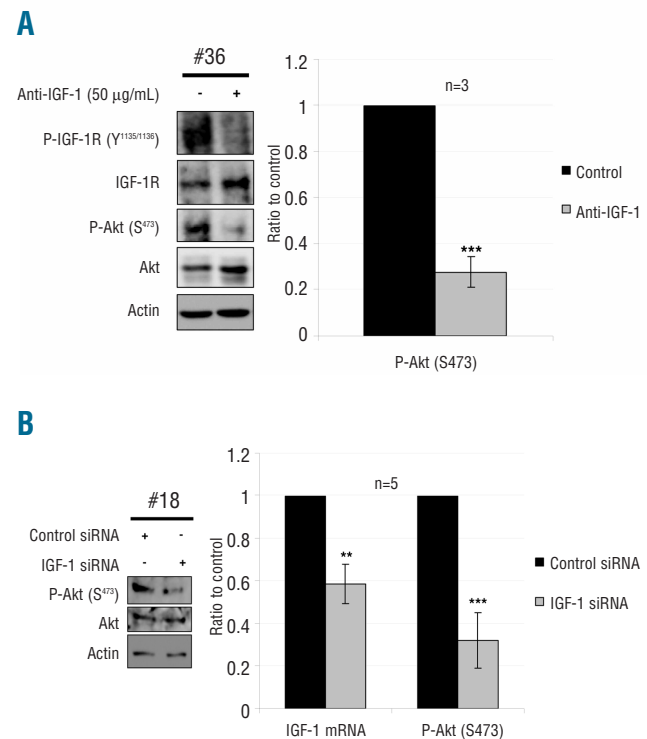 A
#36
Anti-IGF-1 (50 µg/mL) - +
P-IGF-1R (Y1135/1136)
IGF-1R
P-Akt (S473)
Akt
Actin
Ratio to control
1.2
1
0.8
0.6
0.4
0.2
0
n=3
***
P-Akt (S473)
Control
Anti-IGF-1
B
#18
Control siRNA + -
IGF-1 siRNA - +
P-Akt (S473)
Akt
Actin
Ratio to control
1.2
1
0.8
0.6
0.4
0.2
0
n=5
**
***
IGF-1 mRNA P-Akt (S473)
Control siRNA
IGF-1 siRNA